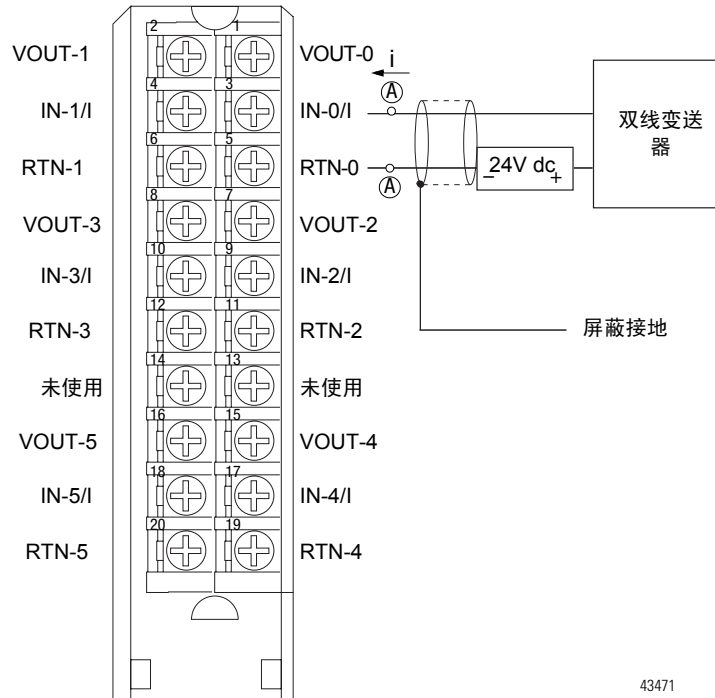 2 1
VOUT-1 VOUT-0 i
4 3 A
IN-1/I IN-0/I
双线变送
器
6 5
RTN-1 RTN-0 24V dc
− +
A
8 7
VOUT-3 VOUT-2
10 9
IN-3/I IN-2/I
12 11
RTN-3 RTN-2 屏蔽接地
14 13
未使用 未使用
16 15
VOUT-5 VOUT-4
18 17
IN-5/I IN-4/I
20 19
RTN-5 RTN-4
43471